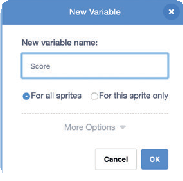 New Variable
New variable name:
Score
For all sprites For this sprite only
More Options
Cancel OK